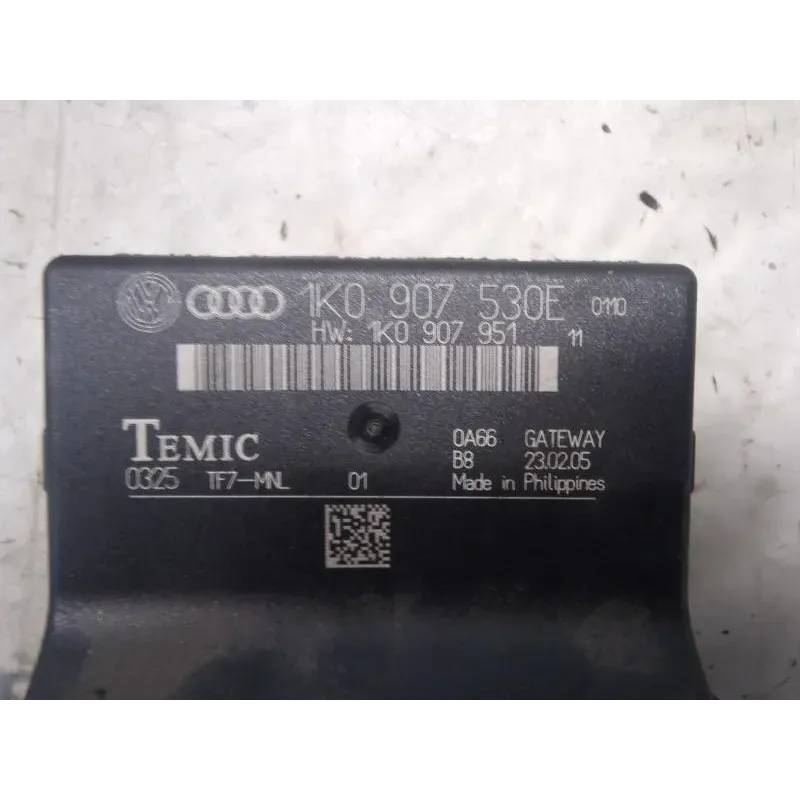 1K0 907 530E 0110
HW: 1K0 907 951 11
TEMIC 0A66 GATEWAY
B8 23.02.05
0325 TF7-MNL 01 Made in Philippines